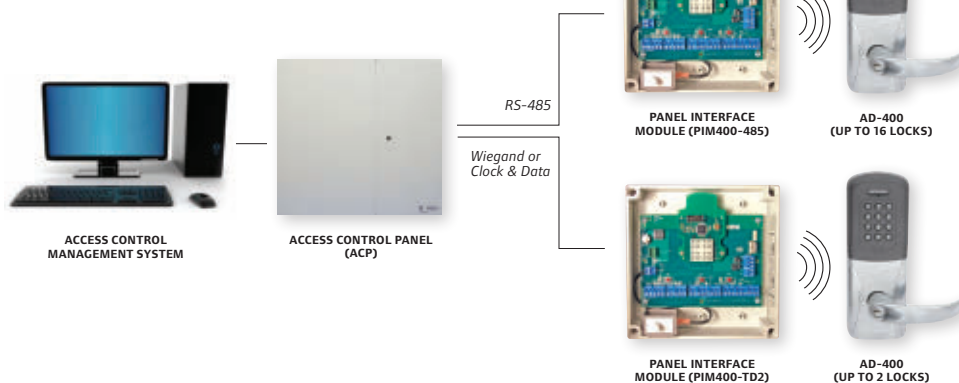 RS-485
PANEL INTERFACE
MODULE (PIM400-485)
AD-400
(UP TO 16 LOCKS)
Wiegand or
Clock & Data
ACCESS CONTROL
MANAGEMENT SYSTEM
ACCESS CONTROL PANEL
(ACP)
PANEL INTERFACE
MODULE (PIM400-TD2)
AD-400
(UP TO 2 LOCKS)